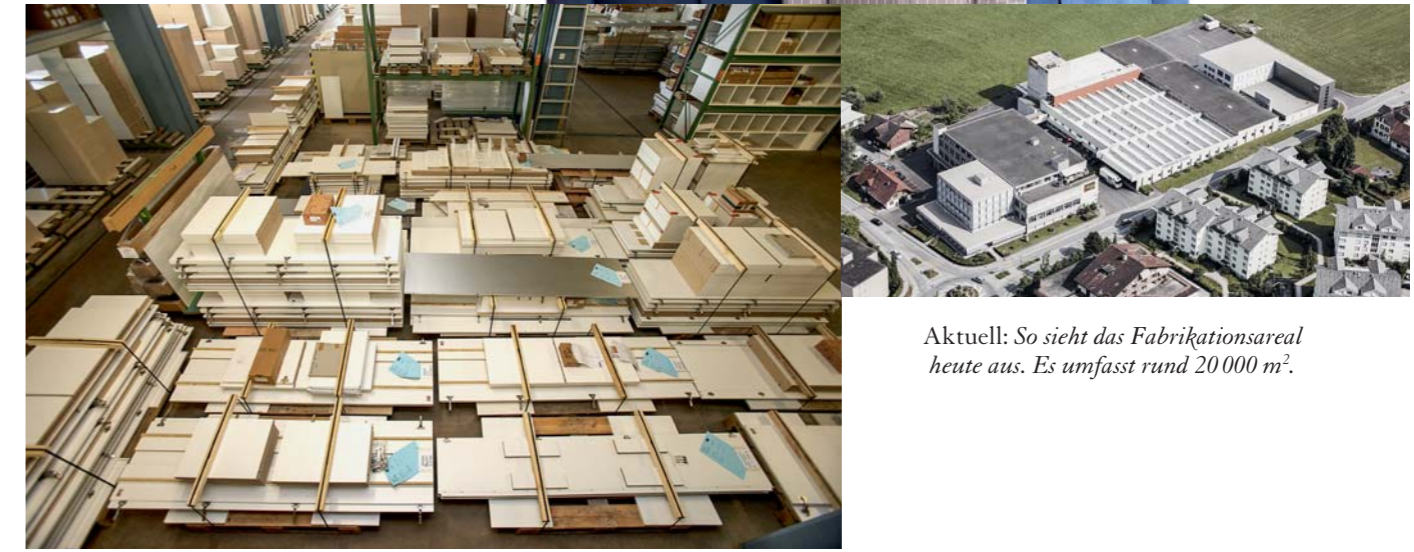 Aktuell: So sieht das Fabrikationsareal
heute aus. Es umfasst rund 20 000 m².